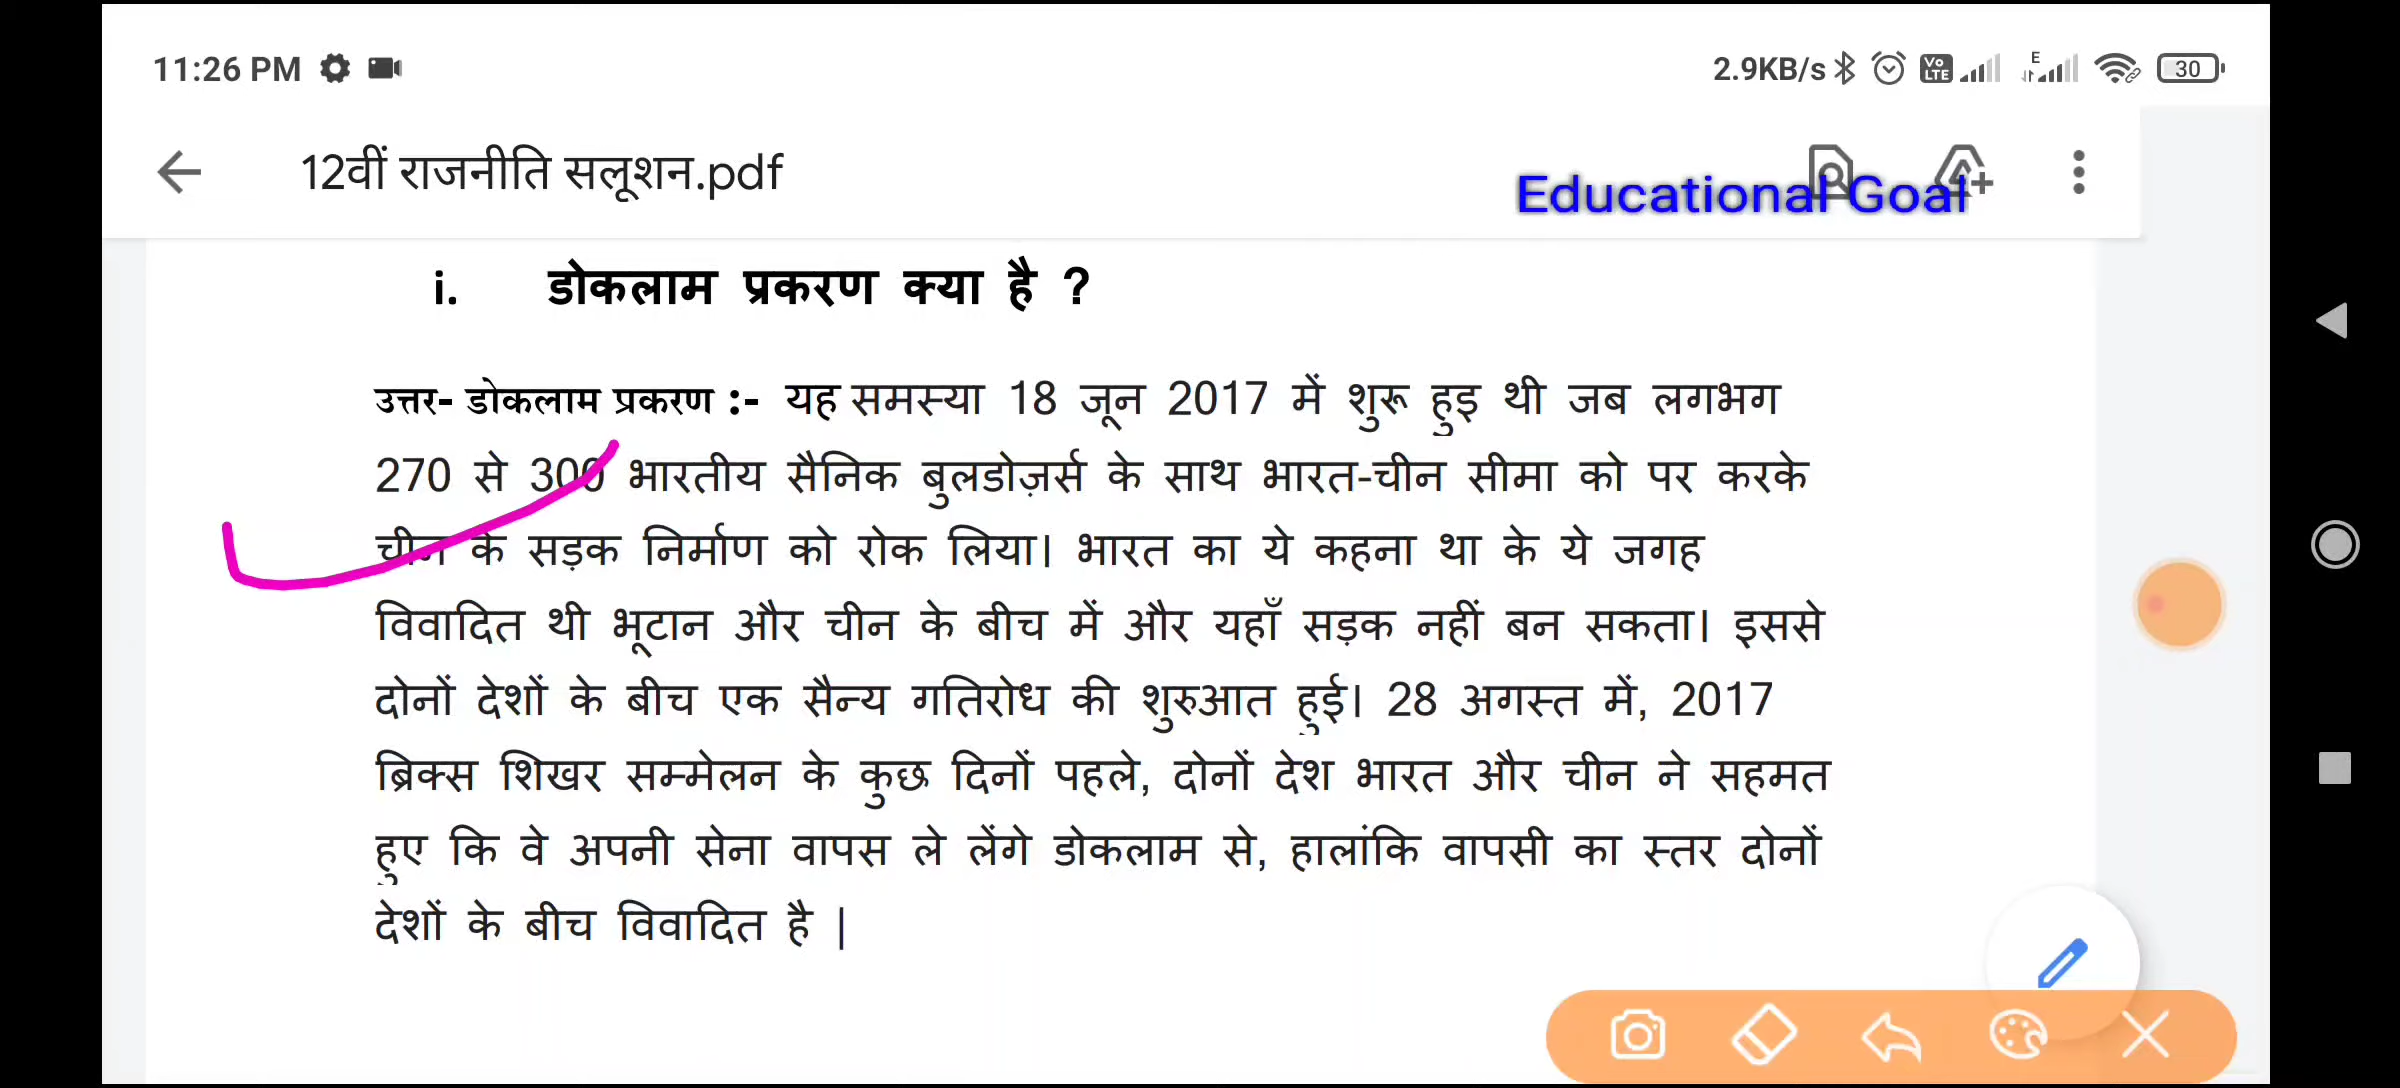 11:26 PM 2.9KB/s Vo LTE E 30
12वीं राजनीति सलूशन.pdf
Educational Goal
i. डोकलाम प्रकरण क्या है ?
उत्तर- डोकलाम प्रकरण :- यह समस्या 18 जून 2017 में शुरू हुइ थी जब लगभग
270 से 300 भारतीय सैनिक बुलडोज़र्स के साथ भारत-चीन सीमा को पर करके
चीन के सड़क निर्माण को रोक लिया। भारत का ये कहना था के ये जगह
विवादित थी भूटान और चीन के बीच में और यहाँ सड़क नहीं बन सकता। इससे
दोनों देशों के बीच एक सैन्य गतिरोध की शुरुआत हुई। 28 अगस्त में, 2017
ब्रिक्स शिखर सम्मेलन के कुछ दिनों पहले, दोनों देश भारत और चीन ने सहमत
हुए कि वे अपनी सेना वापस ले लेंगे डोकलाम से, हालांकि वापसी का स्तर दोनों
देशों के बीच विवादित है |